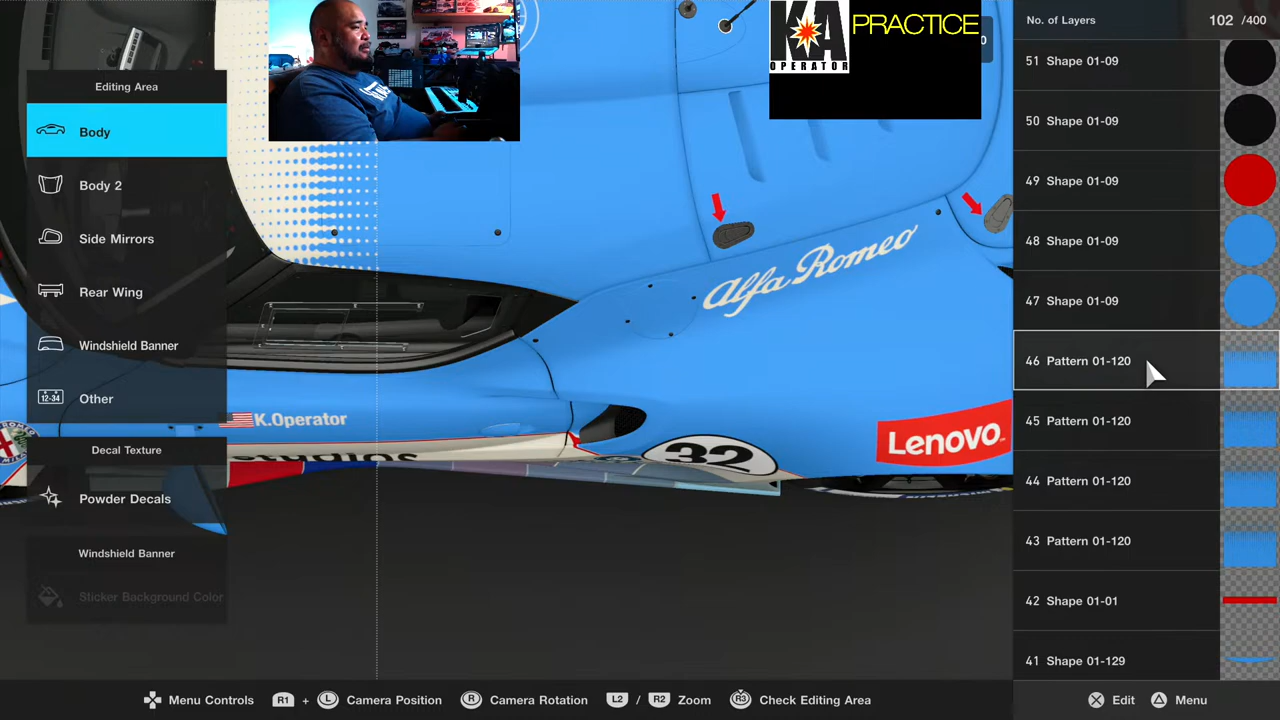 Editing Area
Body
Body 2
Side Mirrors
Rear Wing
Windshield Banner
12-34 Other
Decal Texture
Powder Decals
Windshield Banner
Sticker Background Color
KA PRACTICE
OPERATOR
0
Alfa Romeo
K.Operator
studios
32
Lenovo
No. of Layers 102 /400
51 Shape 01-09
50 Shape 01-09
49 Shape 01-09
48 Shape 01-09
47 Shape 01-09
46 Pattern 01-120
45 Pattern 01-120
44 Pattern 01-120
43 Pattern 01-120
42 Shape 01-01
41 Shape 01-129
Menu Controls R1 + L Camera Position R Camera Rotation L2 / R2 Zoom R3 Check Editing Area Edit Menu